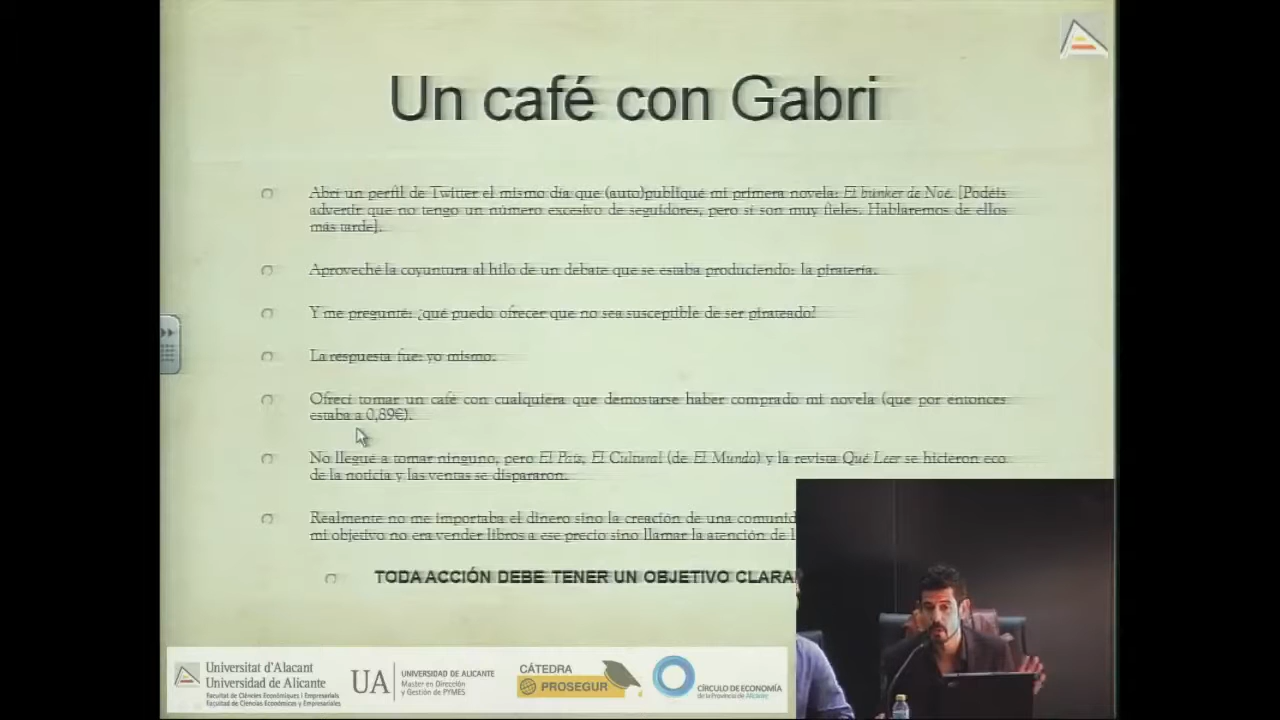 Un café con Gabri
Abrí un perfil de Twitter el mismo día que (auto)publiqué mi primera novela: El búnker de Noé. [Podéis
advertir que no tengo un número excesivo de seguidores, pero sí son muy fieles. Hablaremos de ellos
más tarde].
Aproveché la coyuntura al hilo de un debate que se estaba produciendo: la piratería.
Y me pregunté: ¿qué puedo ofrecer que no sea susceptible de ser pirateado?
La respuesta fue: yo mismo.
Ofrecí tomar un café con cualquiera que demostarse haber comprado mi novela (que por entonces
estaba a 0,89€).
No llegué a tomar ninguno, pero El País, El Cultural (de El Mundo) y la revista Qué Leer se hicieron eco
de la noticia y las ventas se dispararon.
Realmente no me importaba el dinero sino la creación de una comunid
mi objetivo no era vender libros a ese precio sino llamar la atención de l
TODA ACCIÓN DEBE TENER UN OBJETIVO CLARA
Universitat d'Alacant
Universidad de Alicante
Facultat de Ciències Econòmiques i Empresarials
Facultad de Ciencias Económicas y Empresariales
UA
UNIVERSIDAD DE ALICANTE
Master en Dirección
y Gestión de PYMES
CÁTEDRA
PROSEGUR
CÍRCULO DE ECONOMÍA
de la Provincia de Alicante